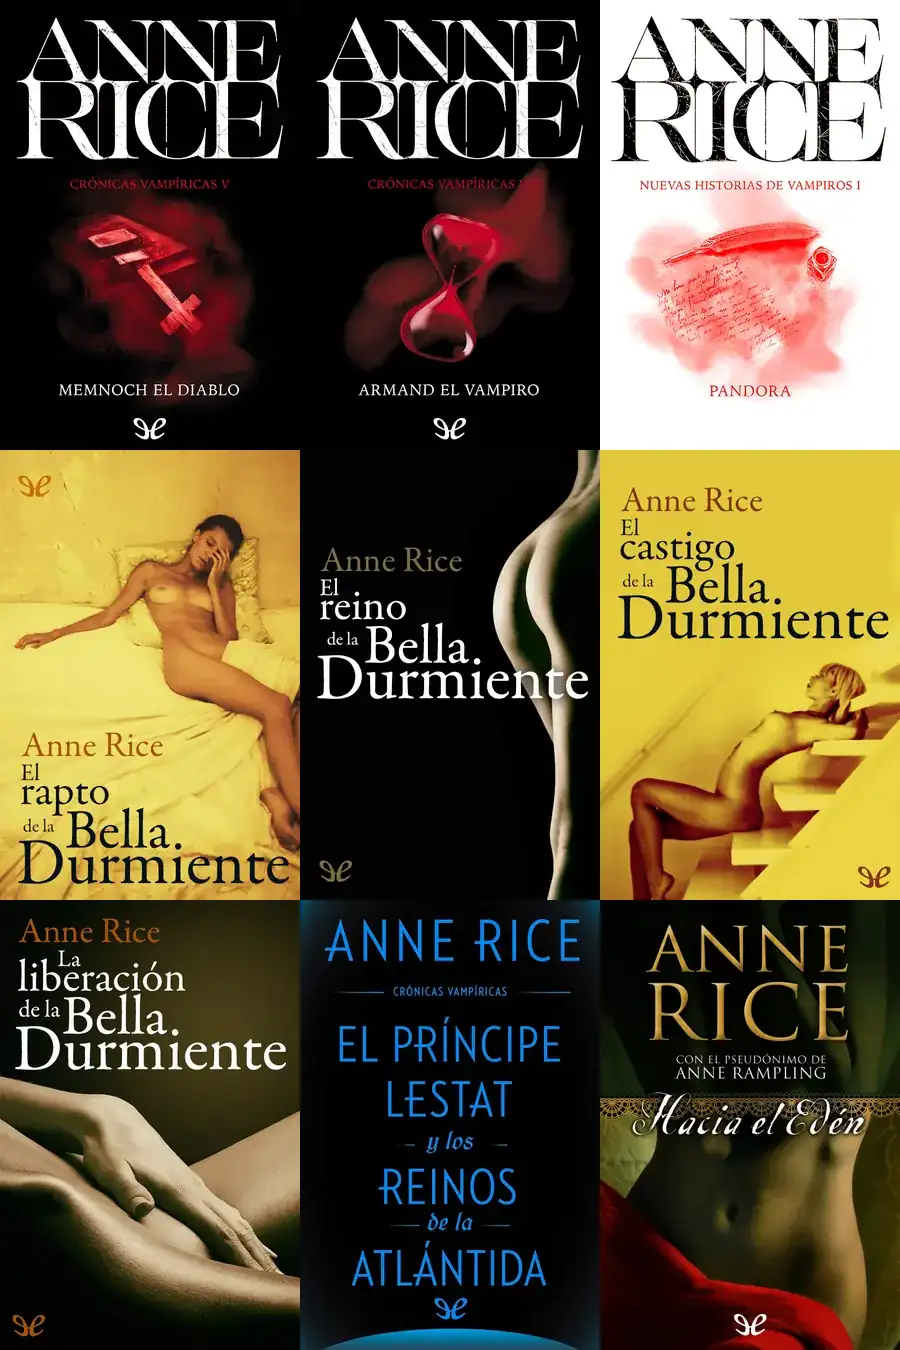 ANNE
RICE
CRÓNICAS VAMPÍRICAS V
MEMNOCH EL DIABLO
ANNE
RICE
CRÓNICAS VAMPÍRICAS
ARMAND EL VAMPIRO
ANNE
RICE
NUEVAS HISTORIAS DE VAMPIROS I
PANDORA
Anne Rice
El
rapto
de la Bella
Durmiente
Anne Rice
El
reino
de la Bella
Durmiente
Anne Rice
El
castigo
de la Bella
Durmiente
Anne Rice
La
liberación
de la Bella
Durmiente
ANNE RICE
CRÓNICAS VAMPÍRICAS
EL PRÍNCIPE
LESTAT
y los
REINOS
de la
ATLÁNTIDA
ANNE
RICE
CON EL PSEUDÓNIMO DE
ANNE RAMPLING
Hacia el Edén